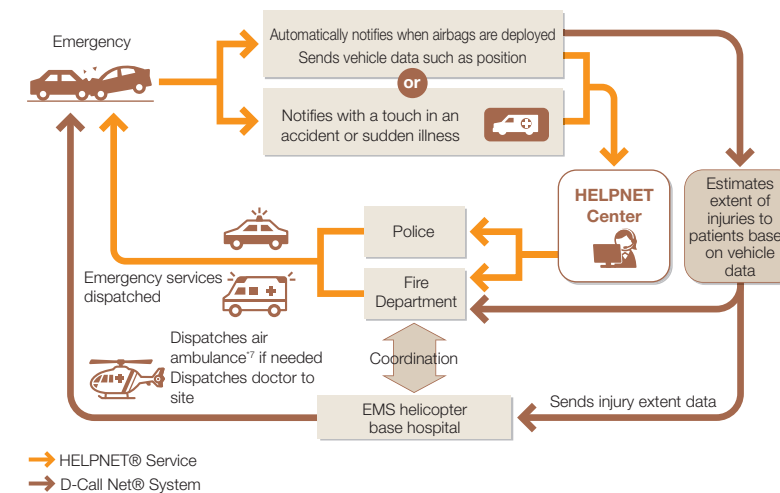 Emergency
Automatically notifies when airbags are deployed
Sends vehicle data such as position
or
Notifies with a touch in an
accident or sudden illness
HELPNET
Center
Estimates
extent of
injuries to
patients base
on vehicle
data
Police
Fire
Department
Emergency services
dispatched
Dispatches air
ambulance*7 if needed
Dispatches doctor to
site
Coordination
EMS helicopter
base hospital
Sends injury extent data
HELPNET® Service
D-Call Net® System